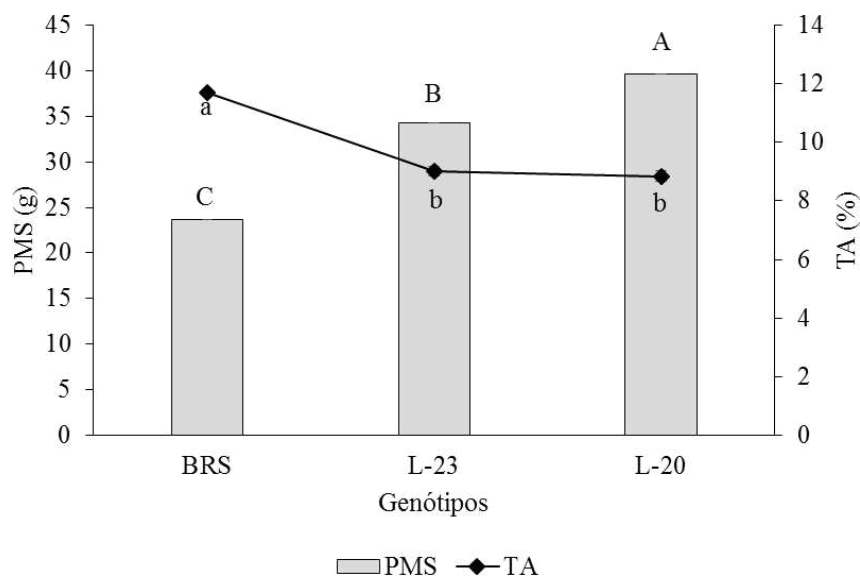 45 14
40 12
35 10
30 8
25 6
20 4
15 2
10 0
5
0
PMS (g)
TA (%)
C
B
A
a
b
b
BRS L-23 L-20
Genótipos
PMS TA